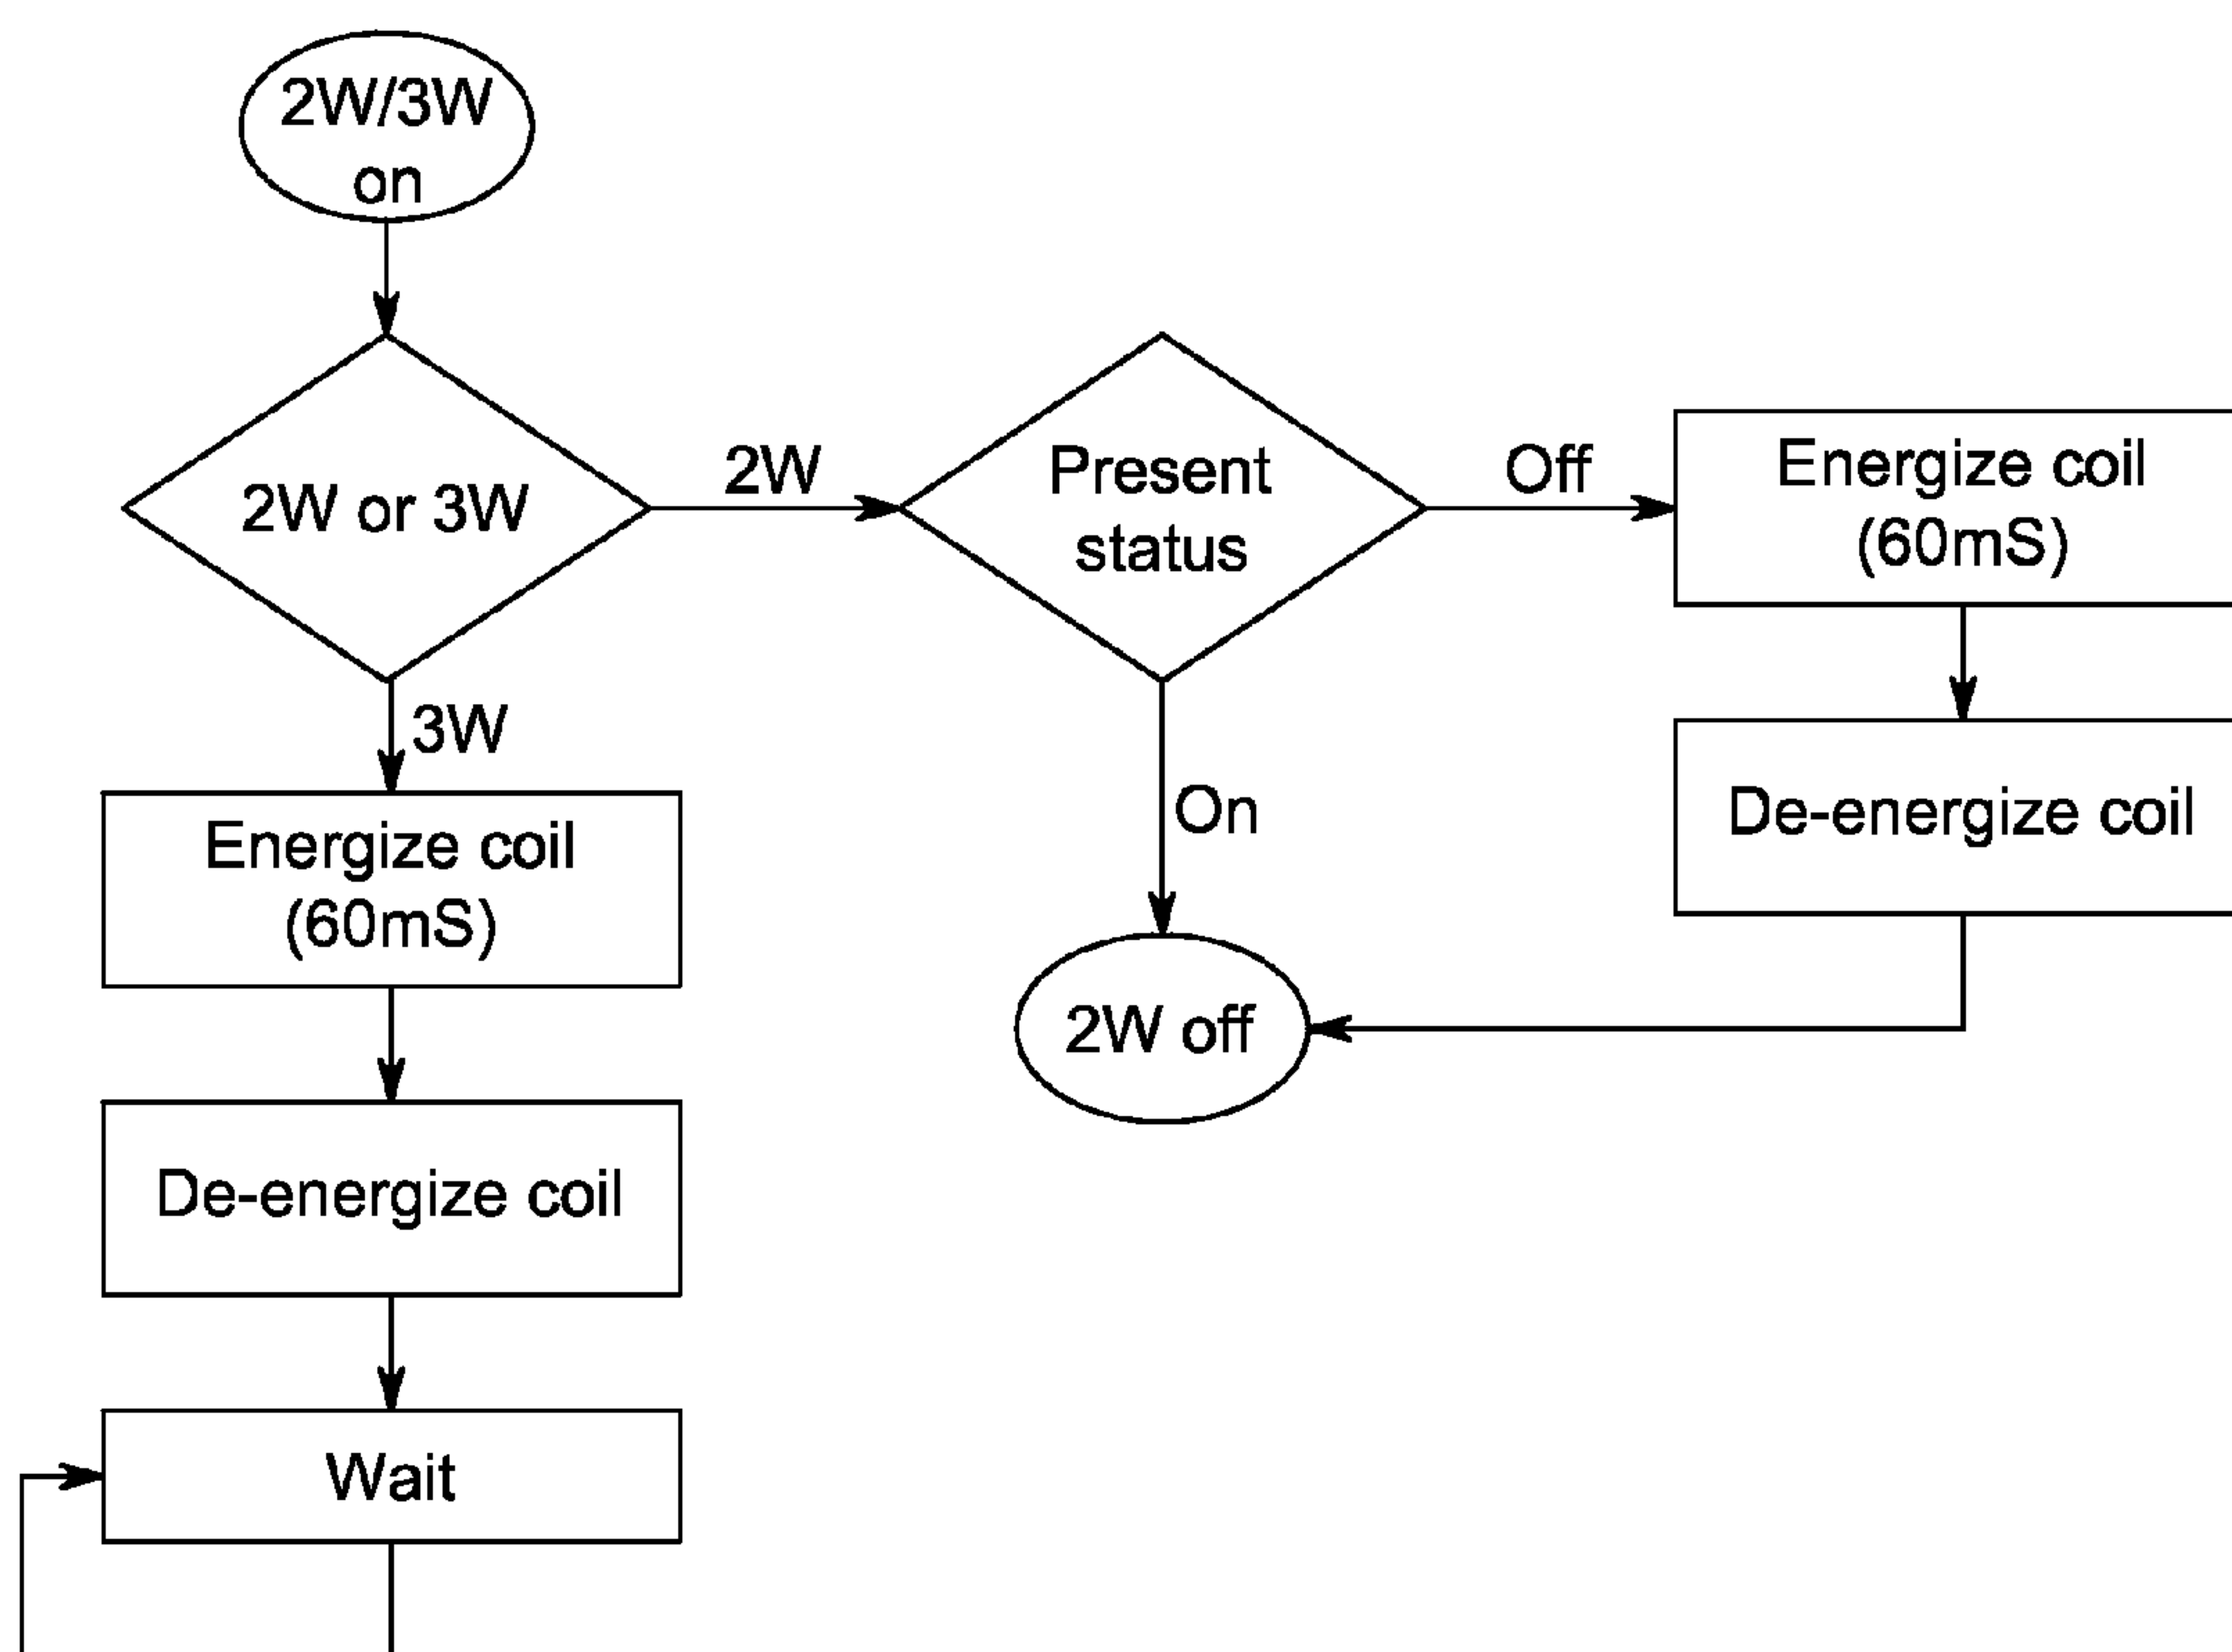 2W/3W
on
2W or 3W
2W
Present
status
Off
Energize coil
(60mS)
3W
On
De-energize coil
Energize coil
(60mS)
2W off
De-energize coil
Wait